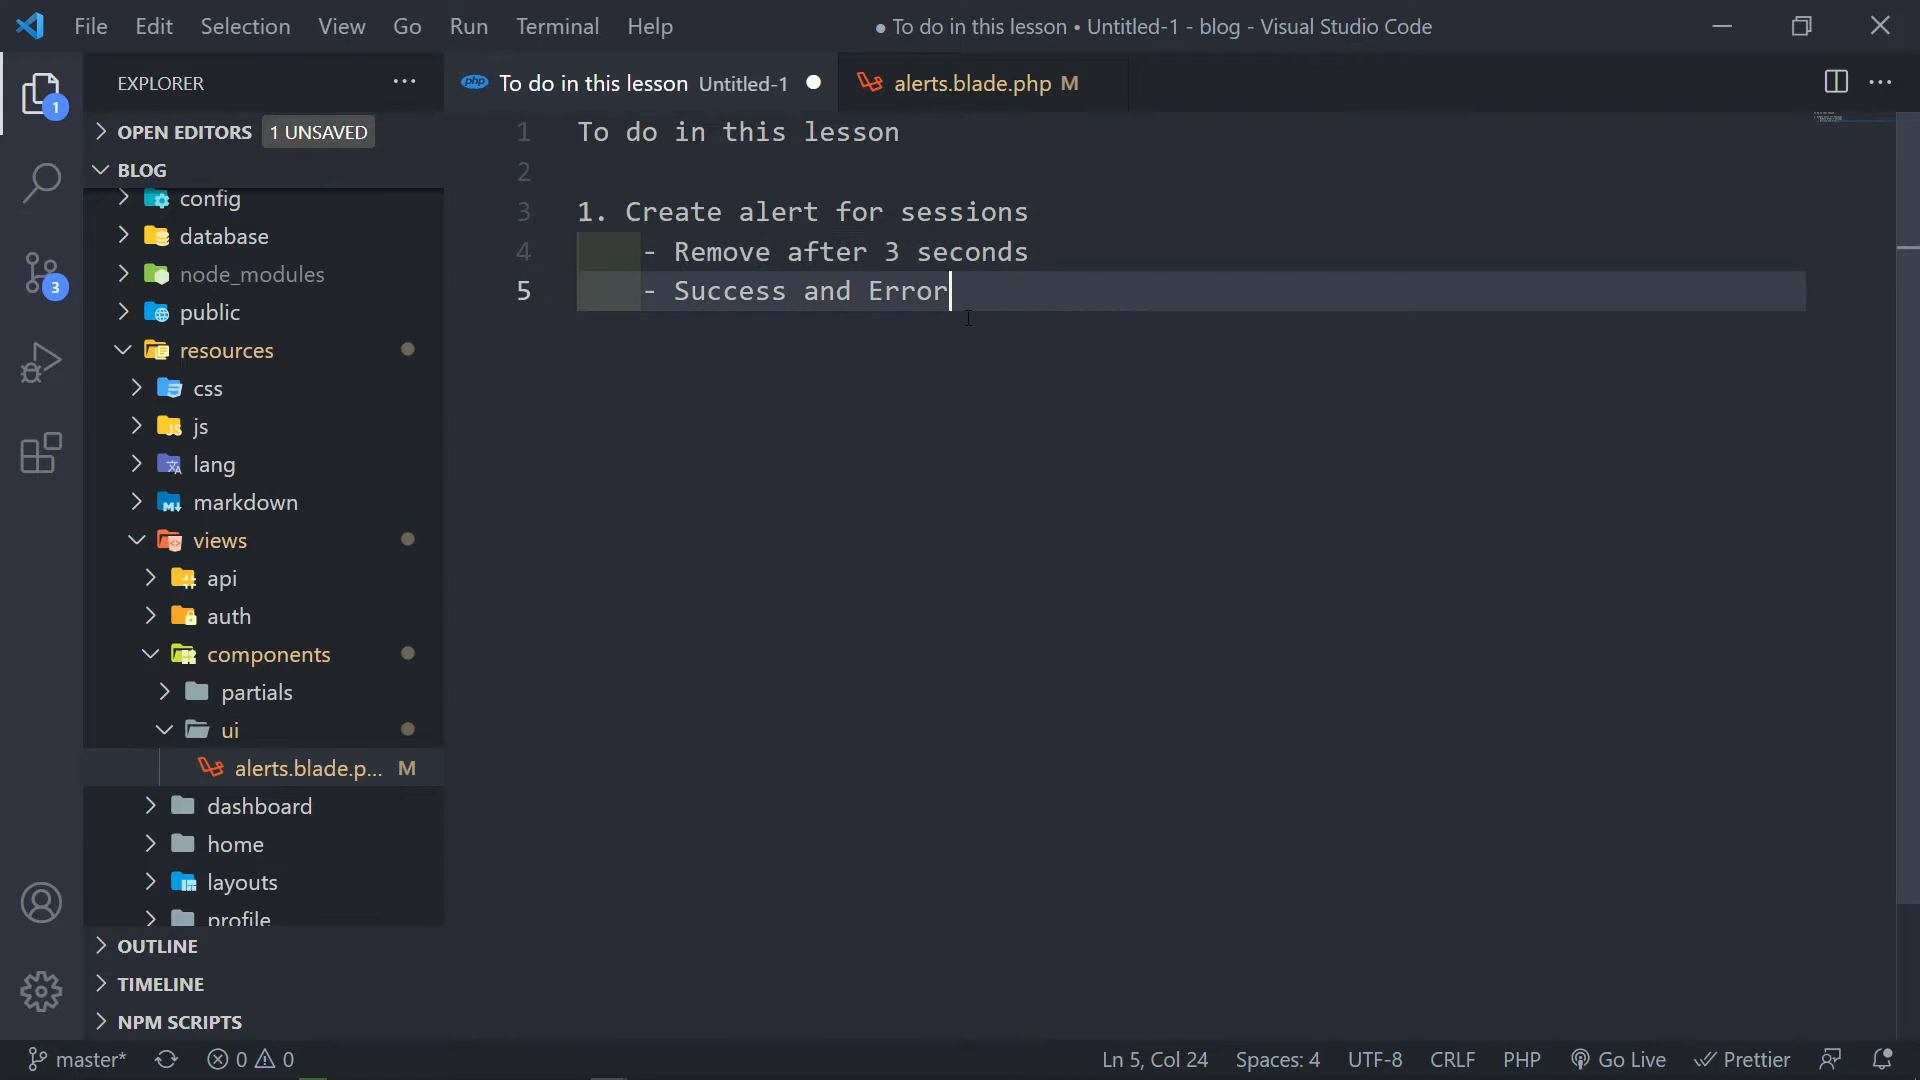 File Edit Selection View Go Run Terminal Help ● To do in this lesson • Untitled-1 - blog - Visual Studio Code
EXPLORER ···
php To do in this lesson Untitled-1
alerts.blade.php M
OPEN EDITORS 1 UNSAVED
BLOG
config
database
node_modules
public
resources
css
js
lang
markdown
views
api
auth
components
partials
ui
alerts.blade.p... M
dashboard
home
layouts
profile
OUTLINE
TIMELINE
NPM SCRIPTS
1
3
1 To do in this lesson
2
3 1. Create alert for sessions
4 - Remove after 3 seconds
5 - Success and Error
master* 0 0 Ln 5, Col 24 Spaces: 4 UTF-8 CRLF PHP Go Live Prettier